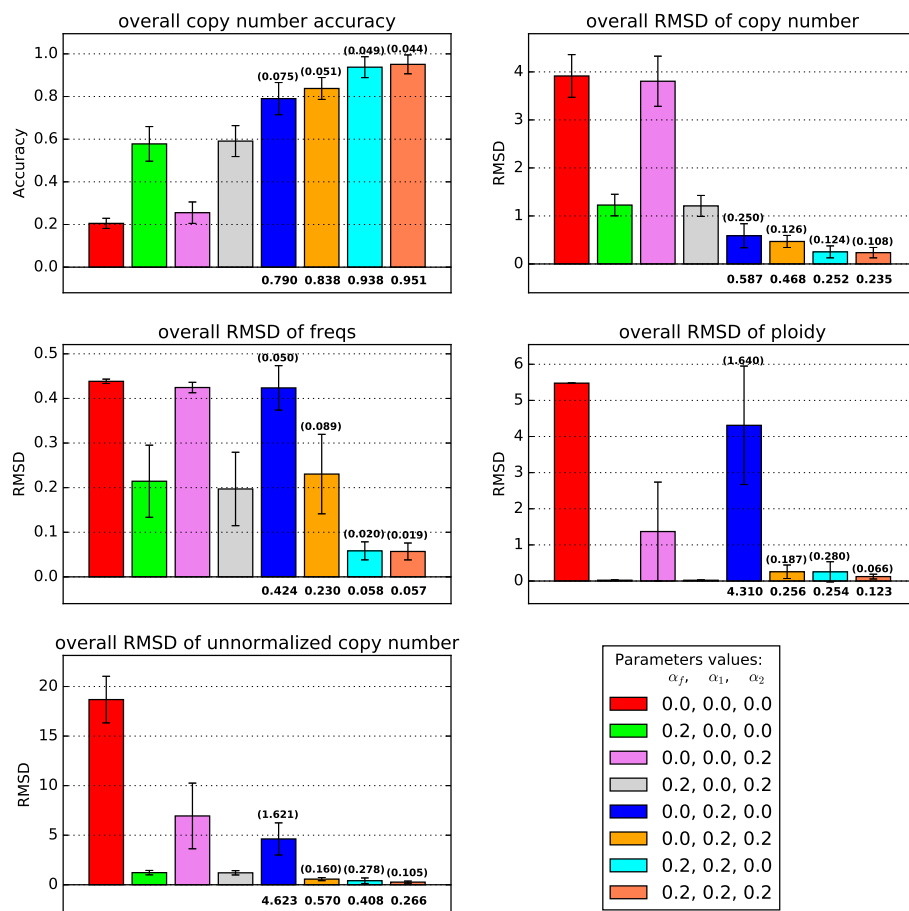 overall copy number accuracy
Accuracy
1.0
0.8
0.6
0.4
0.2
0.0
(0.075)
(0.051)
(0.049)
(0.044)
0.790 0.838 0.938 0.951
overall RMSD of copy number
RMSD
4
3
2
1
0
(0.250)
(0.126)
(0.124)
(0.108)
0.587 0.468 0.252 0.235
overall RMSD of freqs
RMSD
0.5
0.4
0.3
0.2
0.1
0.0
(0.050)
(0.089)
(0.020)
(0.019)
0.424 0.230 0.058 0.057
overall RMSD of ploidy
RMSD
6
5
4
3
2
1
0
(1.640)
(0.187)
(0.280)
(0.066)
4.310 0.256 0.254 0.123
overall RMSD of unnormalized copy number
RMSD
20
15
10
5
0
(1.621)
(0.160)
(0.278)
(0.105)
4.623 0.570 0.408 0.266
Parameters values:
α_f, α_1, α_2
0.0, 0.0, 0.0
0.2, 0.0, 0.0
0.0, 0.0, 0.2
0.2, 0.0, 0.2
0.0, 0.2, 0.0
0.0, 0.2, 0.2
0.2, 0.2, 0.0
0.2, 0.2, 0.2